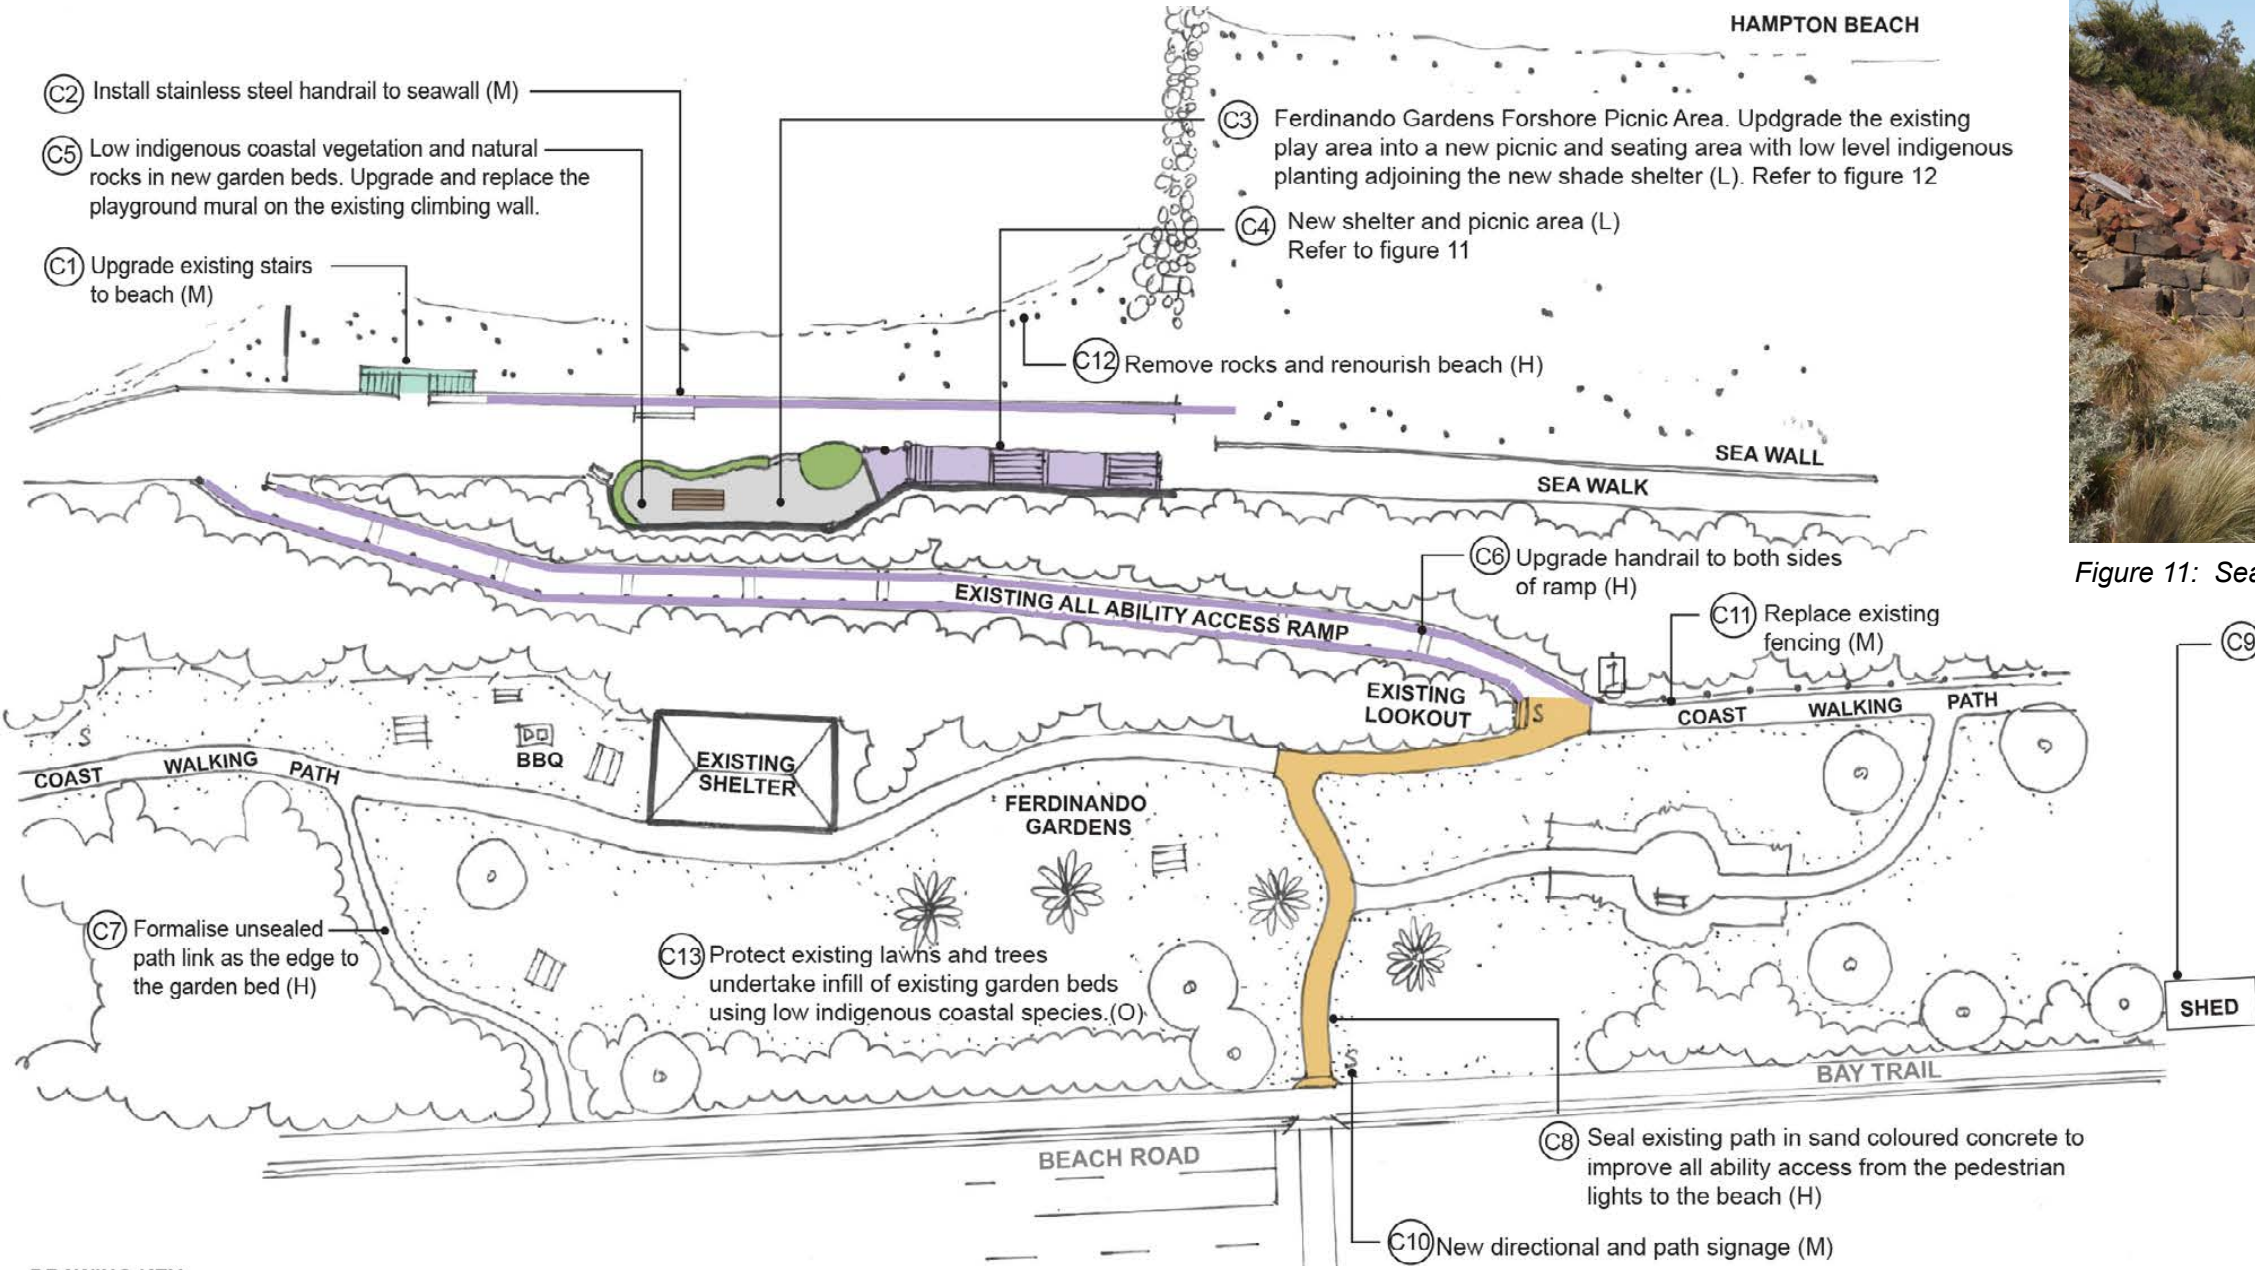 HAMPTON BEACH
C2 Install stainless steel handrail to seawall (M)
C5 Low indigenous coastal vegetation and natural
rocks in new garden beds. Upgrade and replace the
playground mural on the existing climbing wall.
C1 Upgrade existing stairs
to beach (M)
C3 Ferdinando Gardens Forshore Picnic Area. Updgrade the existing
play area into a new picnic and seating area with low level indigenous
planting adjoining the new shade shelter (L). Refer to figure 12
C4 New shelter and picnic area (L)
Refer to figure 11
C12 Remove rocks and renourish beach (H)
SEA WALL
SEA WALK
C6 Upgrade handrail to both sides
of ramp (H)
EXISTING ALL ABILITY ACCESS RAMP
Figure 11: Sea
C11 Replace existing
fencing (M)
C9
1
EXISTING
LOOKOUT
S
COAST WALKING PATH
S
BBQ
COAST WALKING PATH
EXISTING
SHELTER
FERDINANDO
GARDENS
C7 Formalise unsealed
path link as the edge to
the garden bed (H)
C13 Protect existing lawns and trees
undertake infill of existing garden beds
using low indigenous coastal species.(O)
SHED
S
BAY TRAIL
BEACH ROAD
C8 Seal existing path in sand coloured concrete to
improve all ability access from the pedestrian
lights to the beach (H)
C10 New directional and path signage (M)